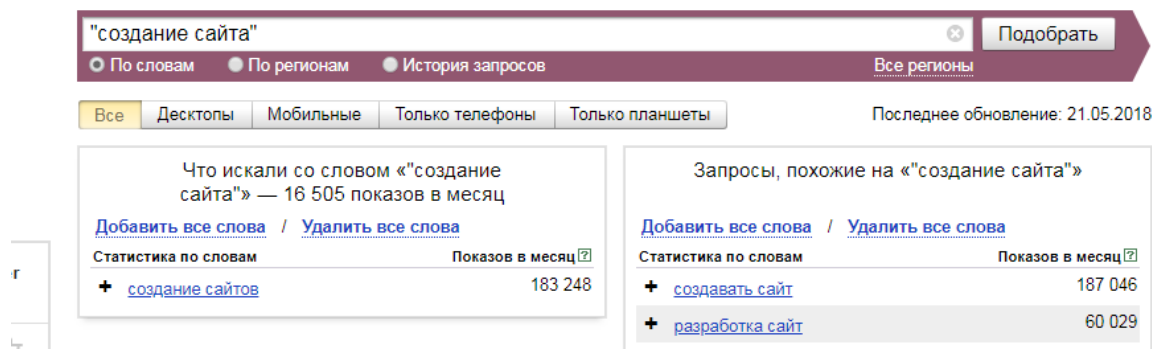 "создание сайта" Подобрать
По словам По регионам История запросов Все регионы
Все Десктопы Мобильные Только телефоны Только планшеты Последнее обновление: 21.05.2018
Что искали со словом «"создание
сайта"» — 16 505 показов в месяц
Добавить все слова / Удалить все слова
Статистика по словам Показов в месяц ?
+ создание сайтов 183 248
Запросы, похожие на «"создание сайта"»
Добавить все слова / Удалить все слова
Статистика по словам Показов в месяц ?
+ создавать сайт 187 046
+ разработка сайт 60 029